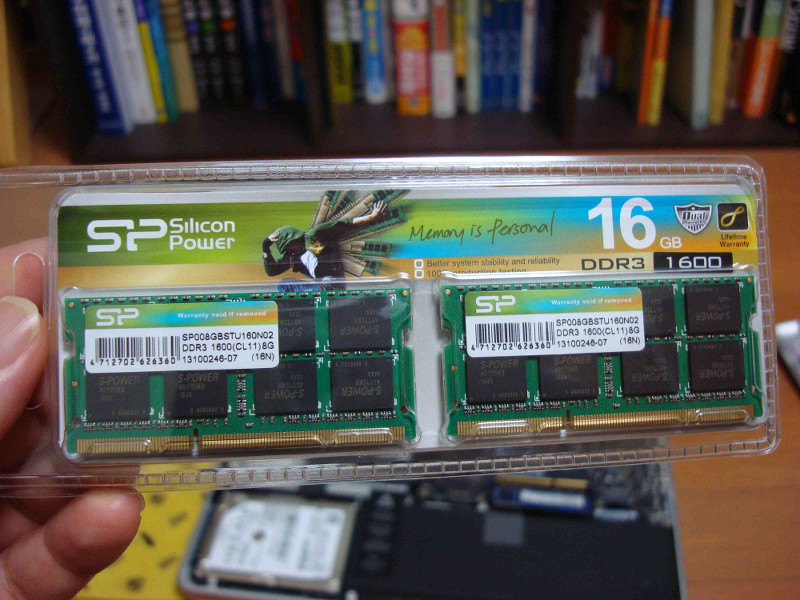 SP Silicon Power
Memory is Personal
16 GB
Dual
Lifetime Warranty
Better system stability and reliability
100
DDR3 1600
SP
Warranty void if removed
SP008GBSTU160N02
DDR3 1600(CL11)8G
4 712702 626360
13100246-07 (16N)
S-POWER
S-POWER
S-POWER
SP
Warranty void if removed
SP008GBSTU160N02
DDR3 1600(CL11)8G
4 712702 626360
13100246-07 (16N)